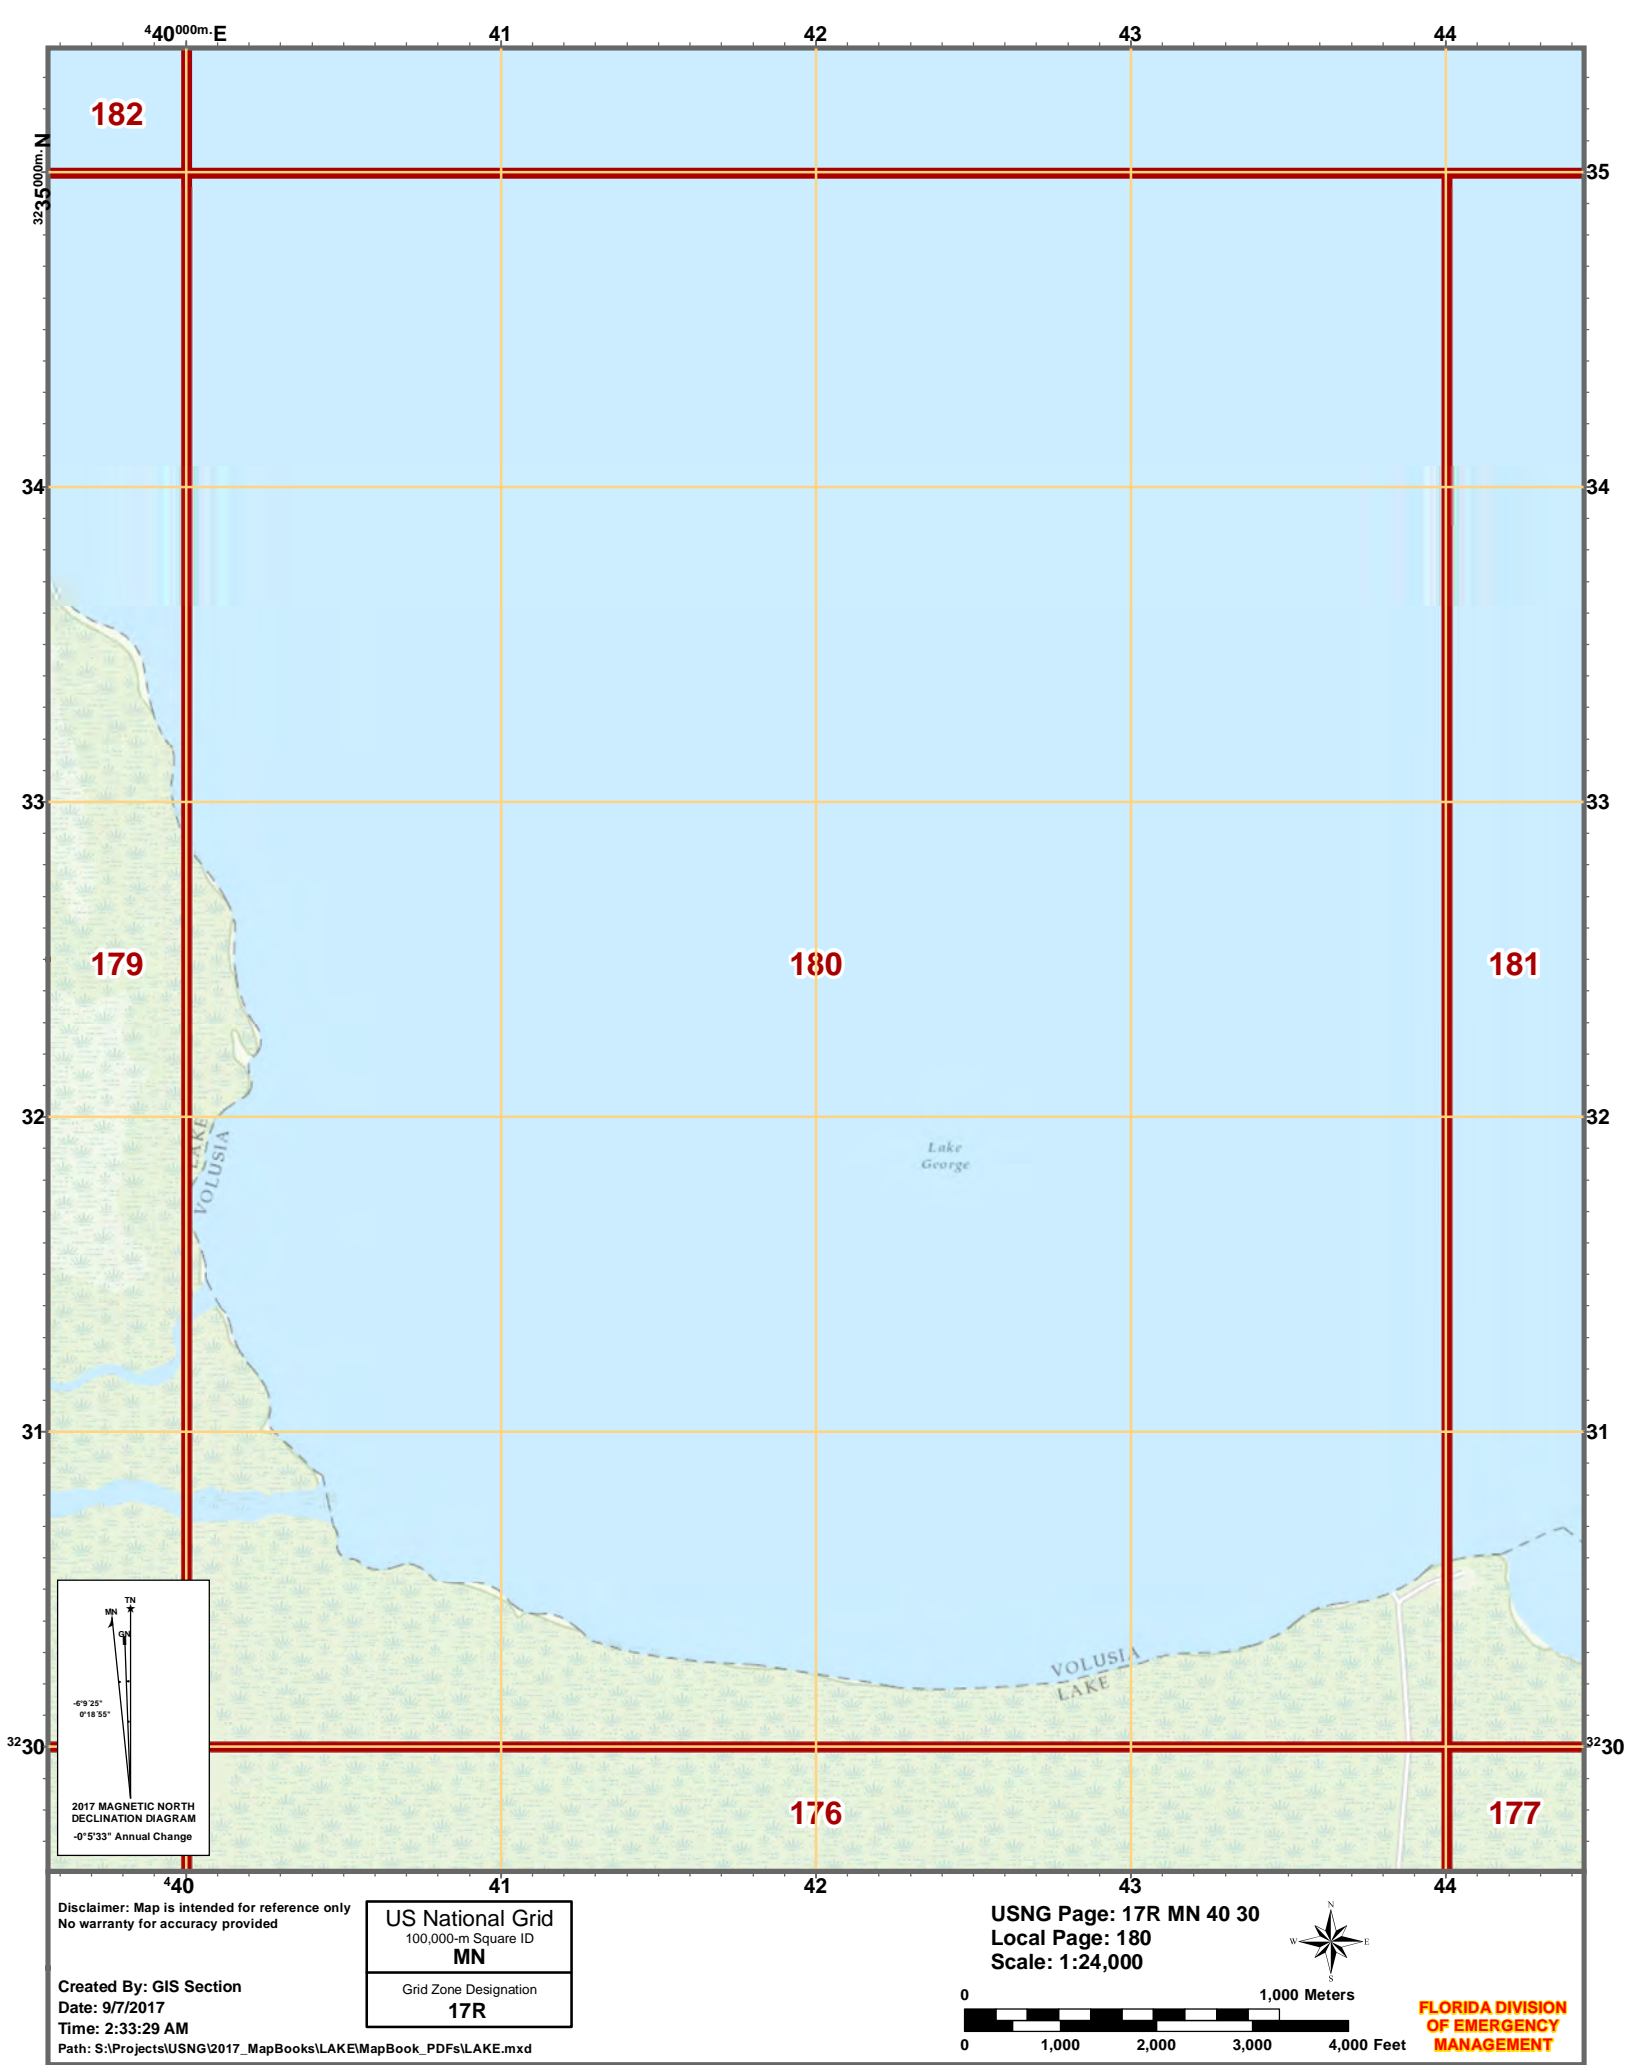 ⁴40⁰⁰⁰ᵐ·E 41 42 43 44
182
³²35⁰⁰⁰ᵐ·N
35
34 34
33 33
179 180 181
32 32
LAKE
VOLUSIA
Lake
George
31 31
VOLUSIA
LAKE
TN
MN
GN
-6°9'25"
0°18'55"
³²30 ³²30
2017 MAGNETIC NORTH
DECLINATION DIAGRAM
-0°5'33" Annual Change
176 177
⁴40 41 42 43 44
Disclaimer: Map is intended for reference only
No warranty for accuracy provided
Created By: GIS Section
Date: 9/7/2017
Time: 2:33:29 AM
Path: S:\Projects\USNG\2017_MapBooks\LAKE\MapBook_PDFs\LAKE.mxd
US National Grid
100,000-m Square ID
MN
Grid Zone Designation
17R
USNG Page: 17R MN 40 30
Local Page: 180
Scale: 1:24,000
N
W E
S
0 1,000 Meters
0 1,000 2,000 3,000 4,000 Feet
FLORIDA DIVISION
OF EMERGENCY
MANAGEMENT